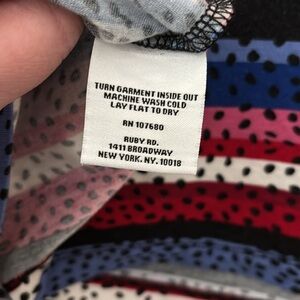 TURN GARMENT INSIDE OUT
MACHINE WASH COLD
LAY FLAT TO DRY
RN 107680
RUBY RD.
1411 BROADWAY
NEW YORK. NY. 10018